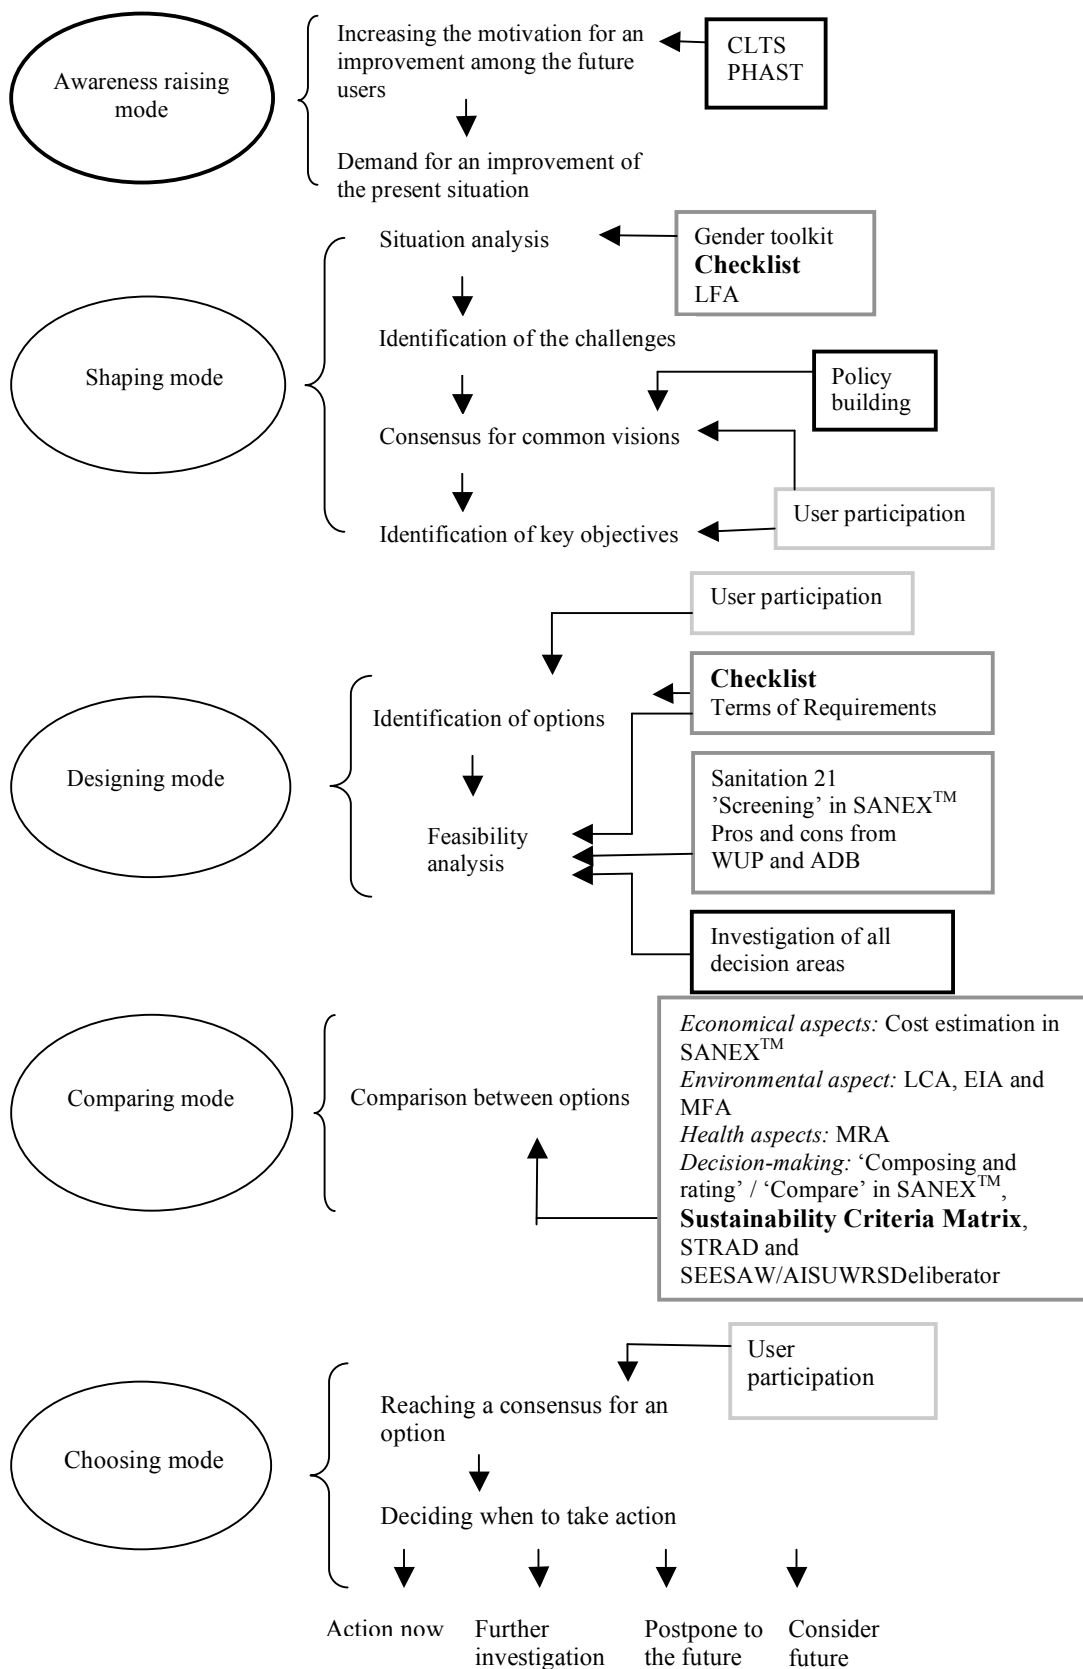 Awareness raising
mode
Increasing the motivation for an
improvement among the future
users
CLTS
PHAST
Demand for an improvement of
the present situation
Shaping mode
Situation analysis
Gender toolkit
Checklist
LFA
Identification of the challenges
Policy
building
Consensus for common visions
User participation
Identification of key objectives
Designing mode
User participation
Identification of options
Checklist
Terms of Requirements
Feasibility
analysis
Sanitation 21
’Screening’ in SANEX™
Pros and cons from
WUP and ADB
Investigation of all
decision areas
Comparing mode
Comparison between options
Economical aspects: Cost estimation in
SANEX™
Environmental aspect: LCA, EIA and
MFA
Health aspects: MRA
Decision-making: ‘Composing and
rating’ / ‘Compare’ in SANEX™,
Sustainability Criteria Matrix,
STRAD and
SEESAW/AISUWRSDeliberator
Choosing mode
User
participation
Reaching a consensus for an
option
Deciding when to take action
Action now
Further
investigation
Postpone to
the future
Consider
future